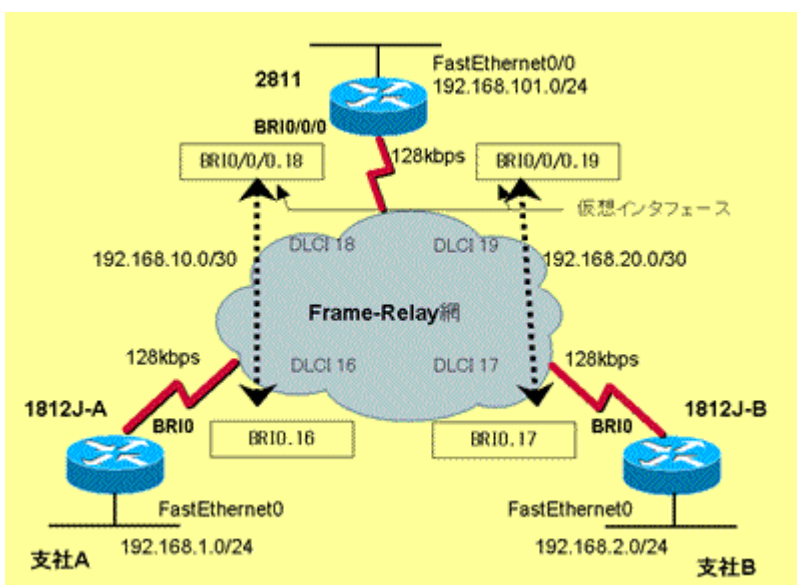 FastEthernet0/0
192.168.101.0/24
2811
BRI0/0/0
128kbps
BRI0/0/0.18
BRI0/0/0.19
仮想インタフェース
DLCI 18
DLCI 19
192.168.10.0/30
192.168.20.0/30
Frame-Relay網
DLCI 16
DLCI 17
128kbps
128kbps
1812J-A
BRI0
BRI0.16
BRI0.17
BRI0
1812J-B
FastEthernet0
FastEthernet0
192.168.1.0/24
192.168.2.0/24
支社A
支社B